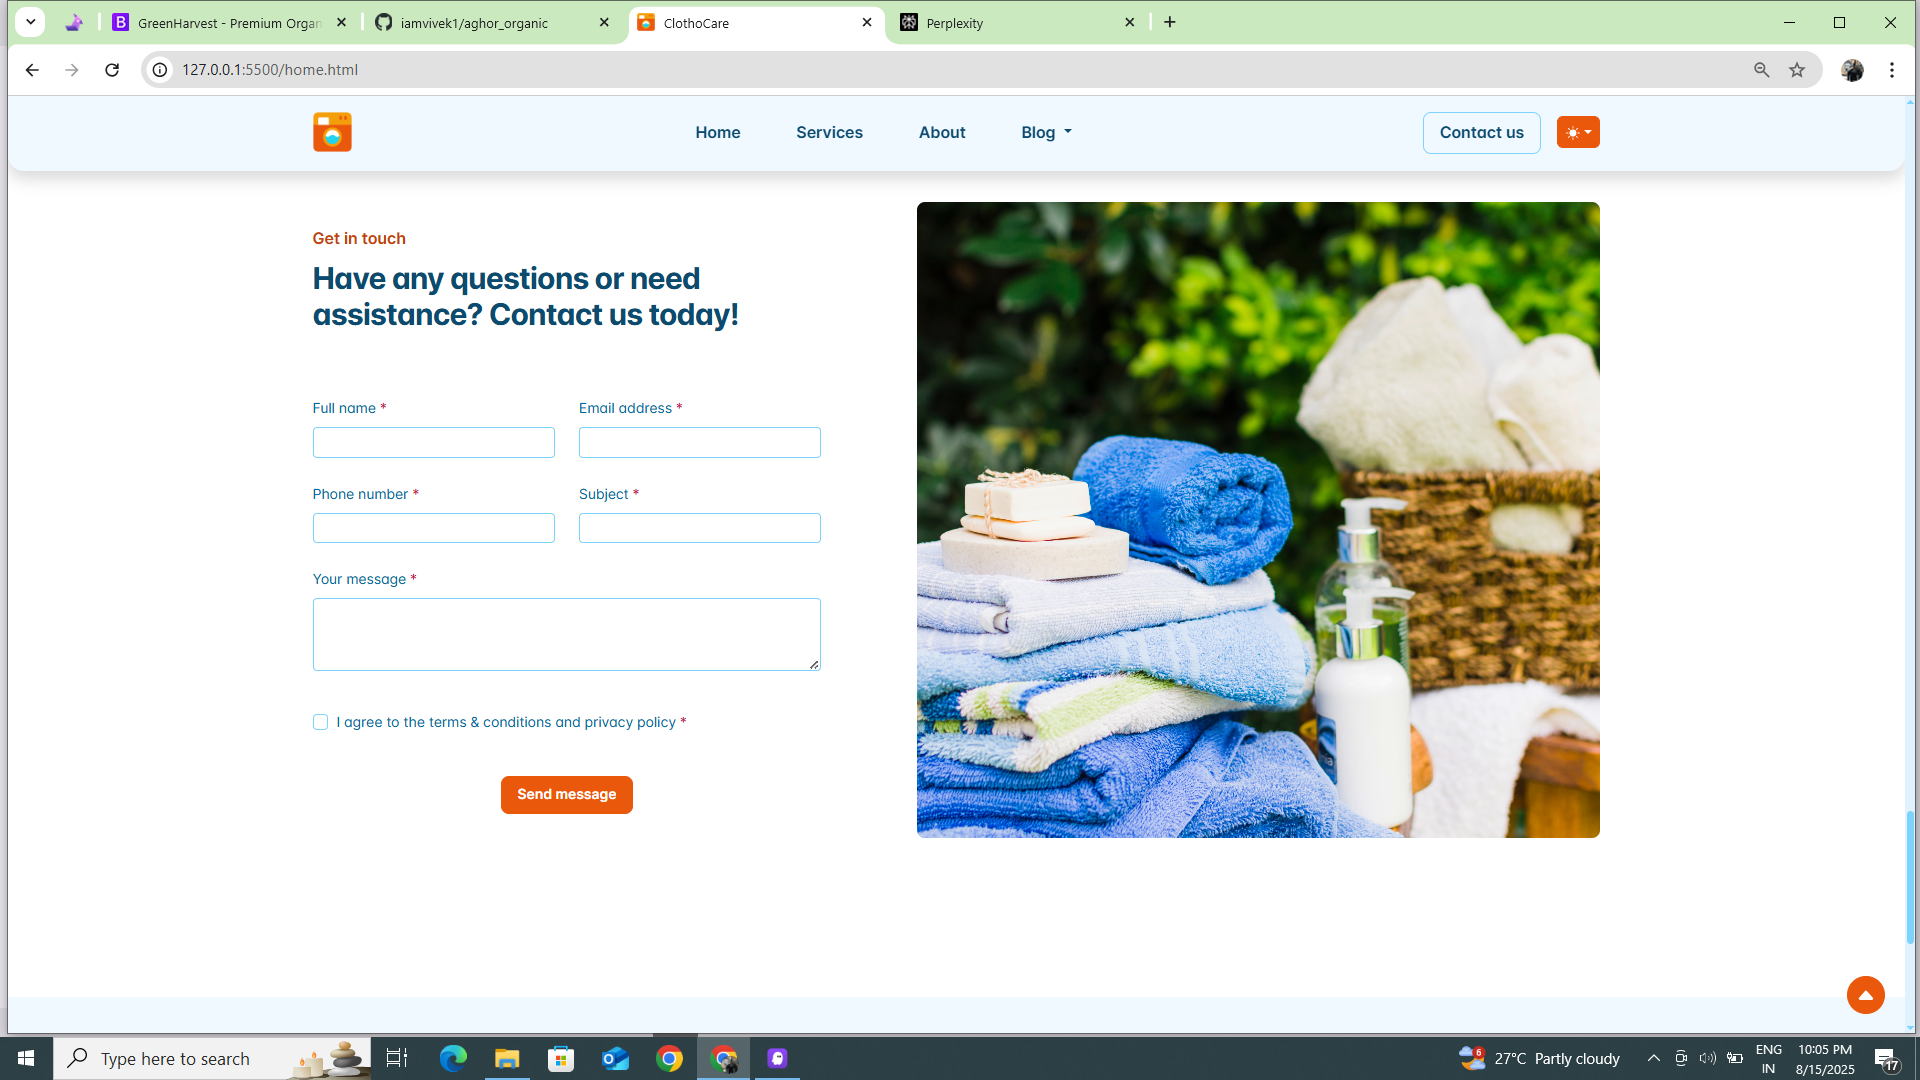 GreenHarvest - Premium Organ
iamvivek1/aghor_organic
ClothoCare
Perplexity
127.0.0.1:5500/home.html
Home
Services
About
Blog
Contact us
Get in touch
Have any questions or need
assistance? Contact us today!
Full name *
Email address *
Phone number *
Subject *
Your message *
I agree to the terms & conditions and privacy policy *
Send message
Type here to search
6
27°C Partly cloudy
ENG
IN
10:05 PM
8/15/2025
17